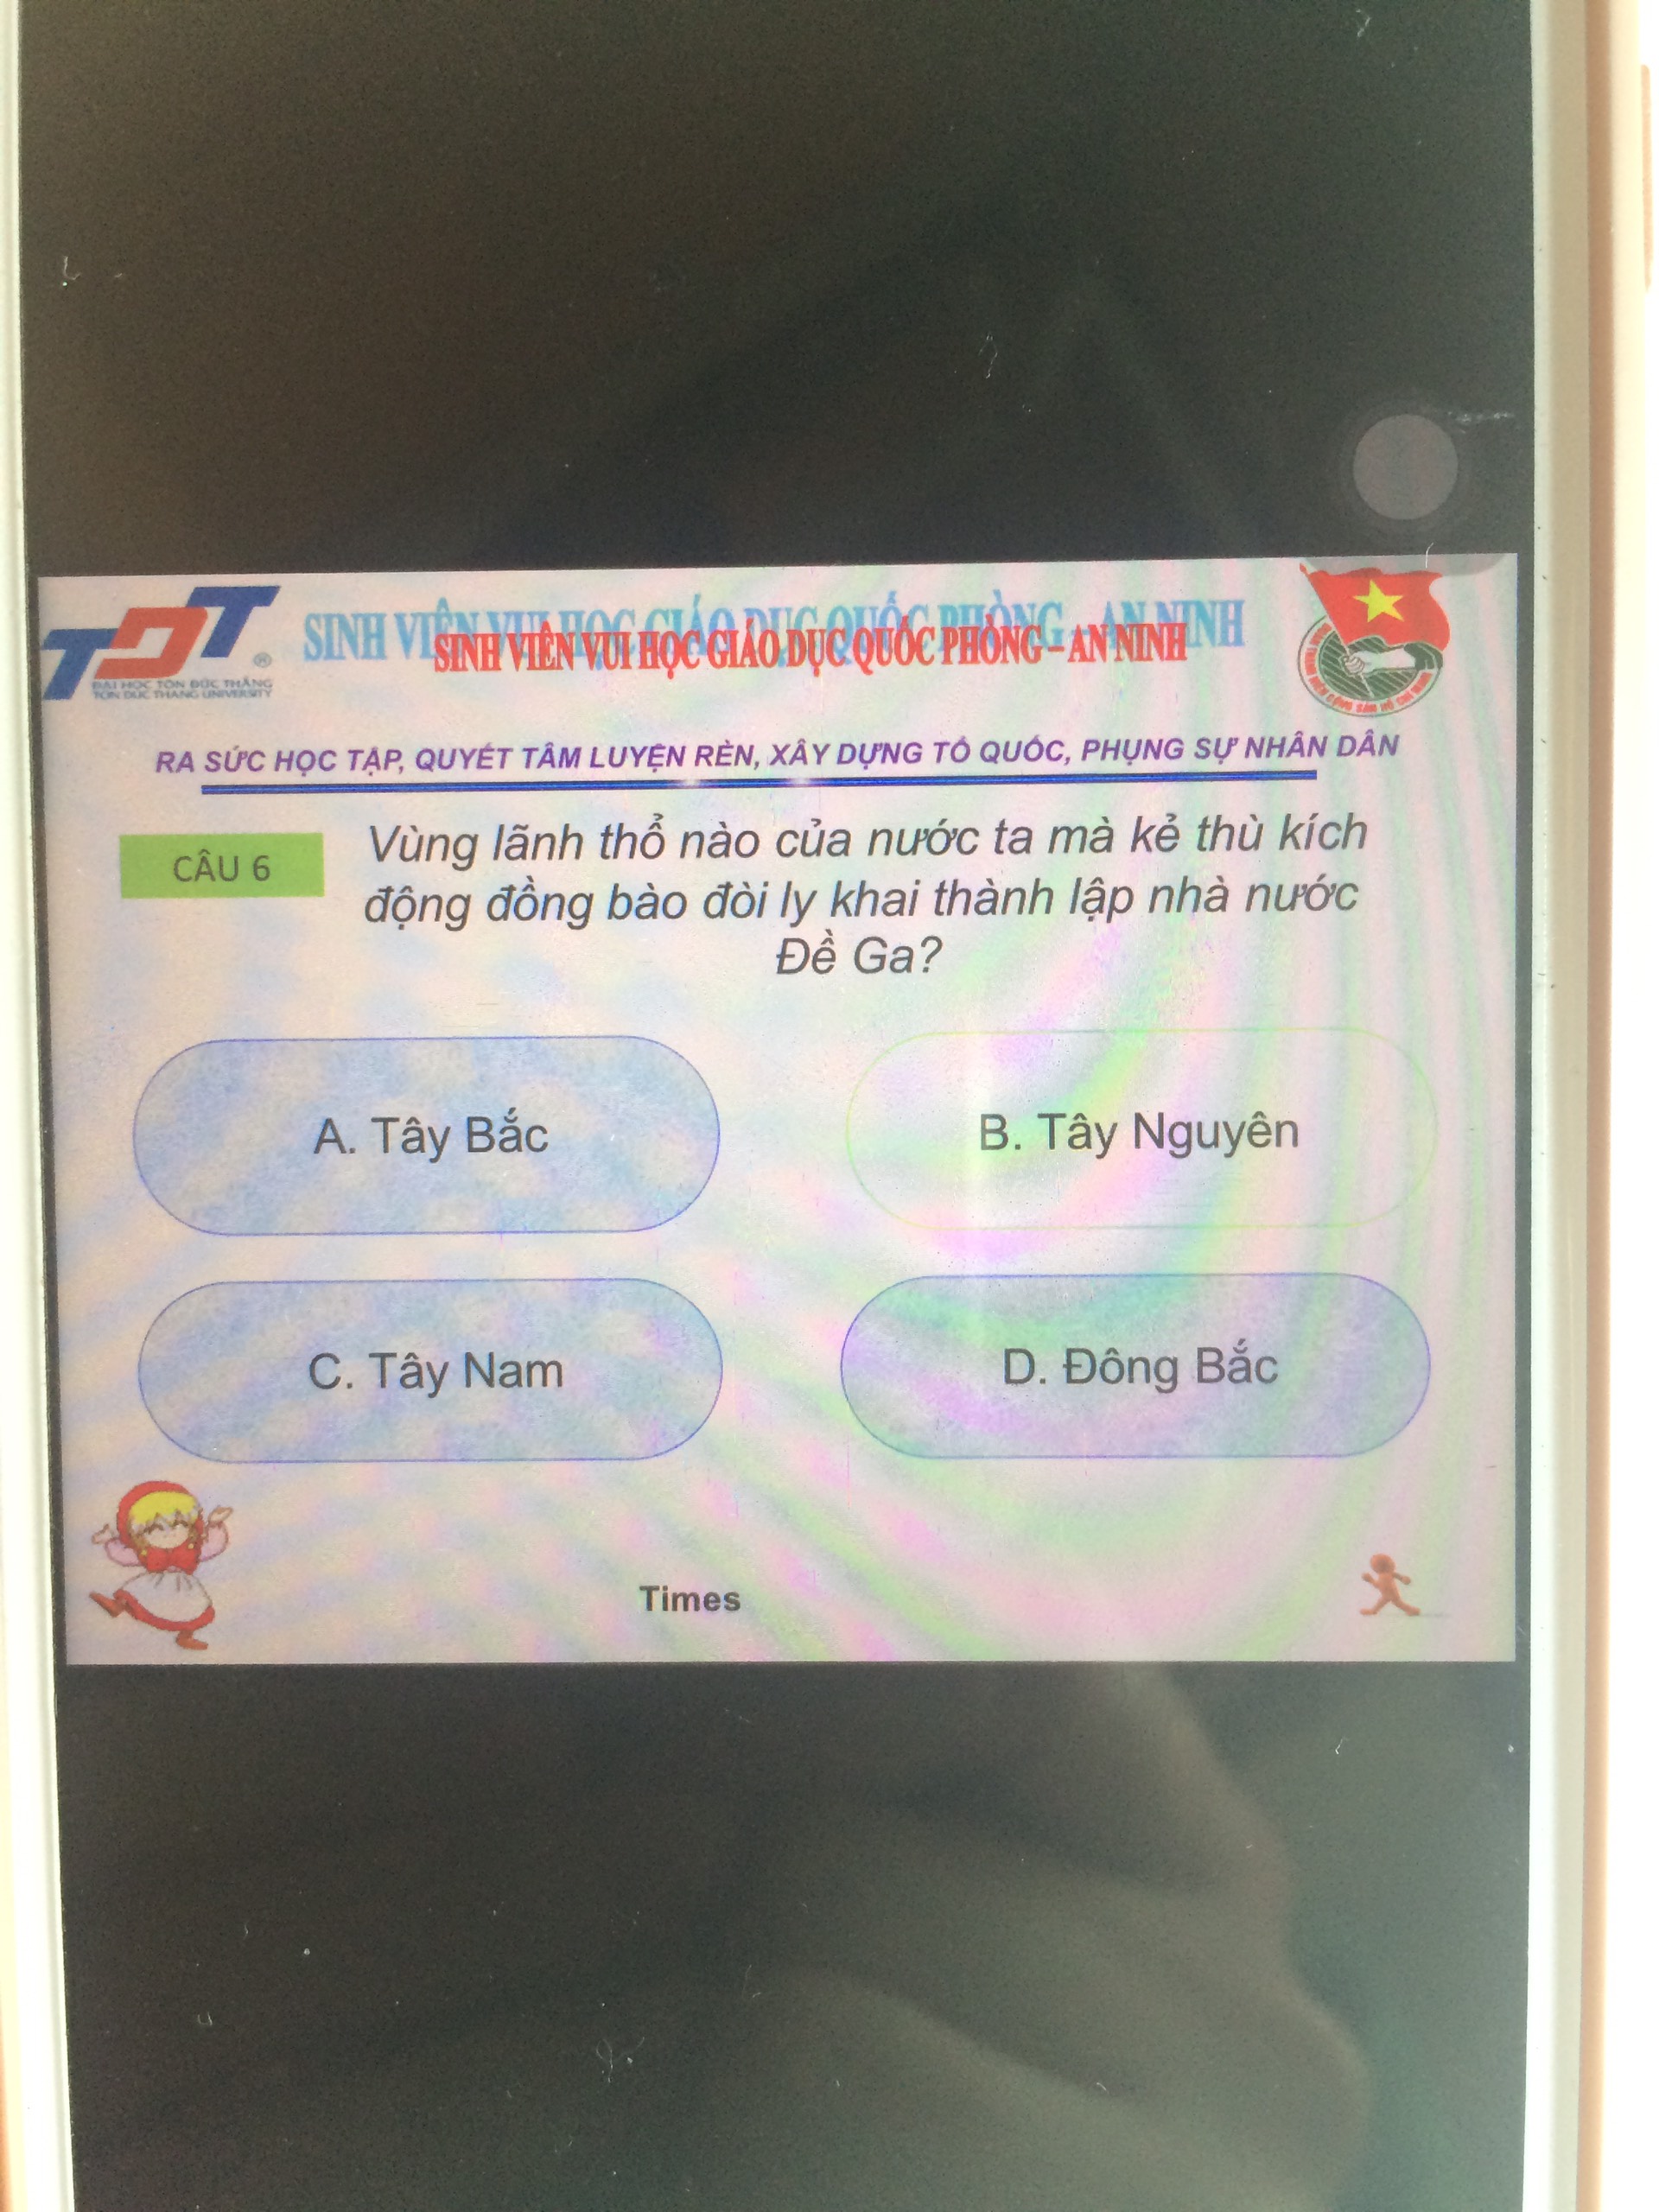 TDT
®
ĐẠI HỌC TÔN ĐỨC THẮNG
TON DUC THANG UNIVERSITY
SINH VIÊN VUI HỌC GIÁO DỤC QUỐC PHÒNG - AN NINH
SINH VIÊN VUI HỌC GIÁO DỤC QUỐC PHÒNG - AN NINH
RA SỨC HỌC TẬP, QUYẾT TÂM LUYỆN RÈN, XÂY DỰNG TỔ QUỐC, PHỤNG SỰ NHÂN DÂN
CÂU 6
Vùng lãnh thổ nào của nước ta mà kẻ thù kích
động đồng bào đòi ly khai thành lập nhà nước
Đề Ga?
A. Tây Bắc
B. Tây Nguyên
C. Tây Nam
D. Đông Bắc
Times